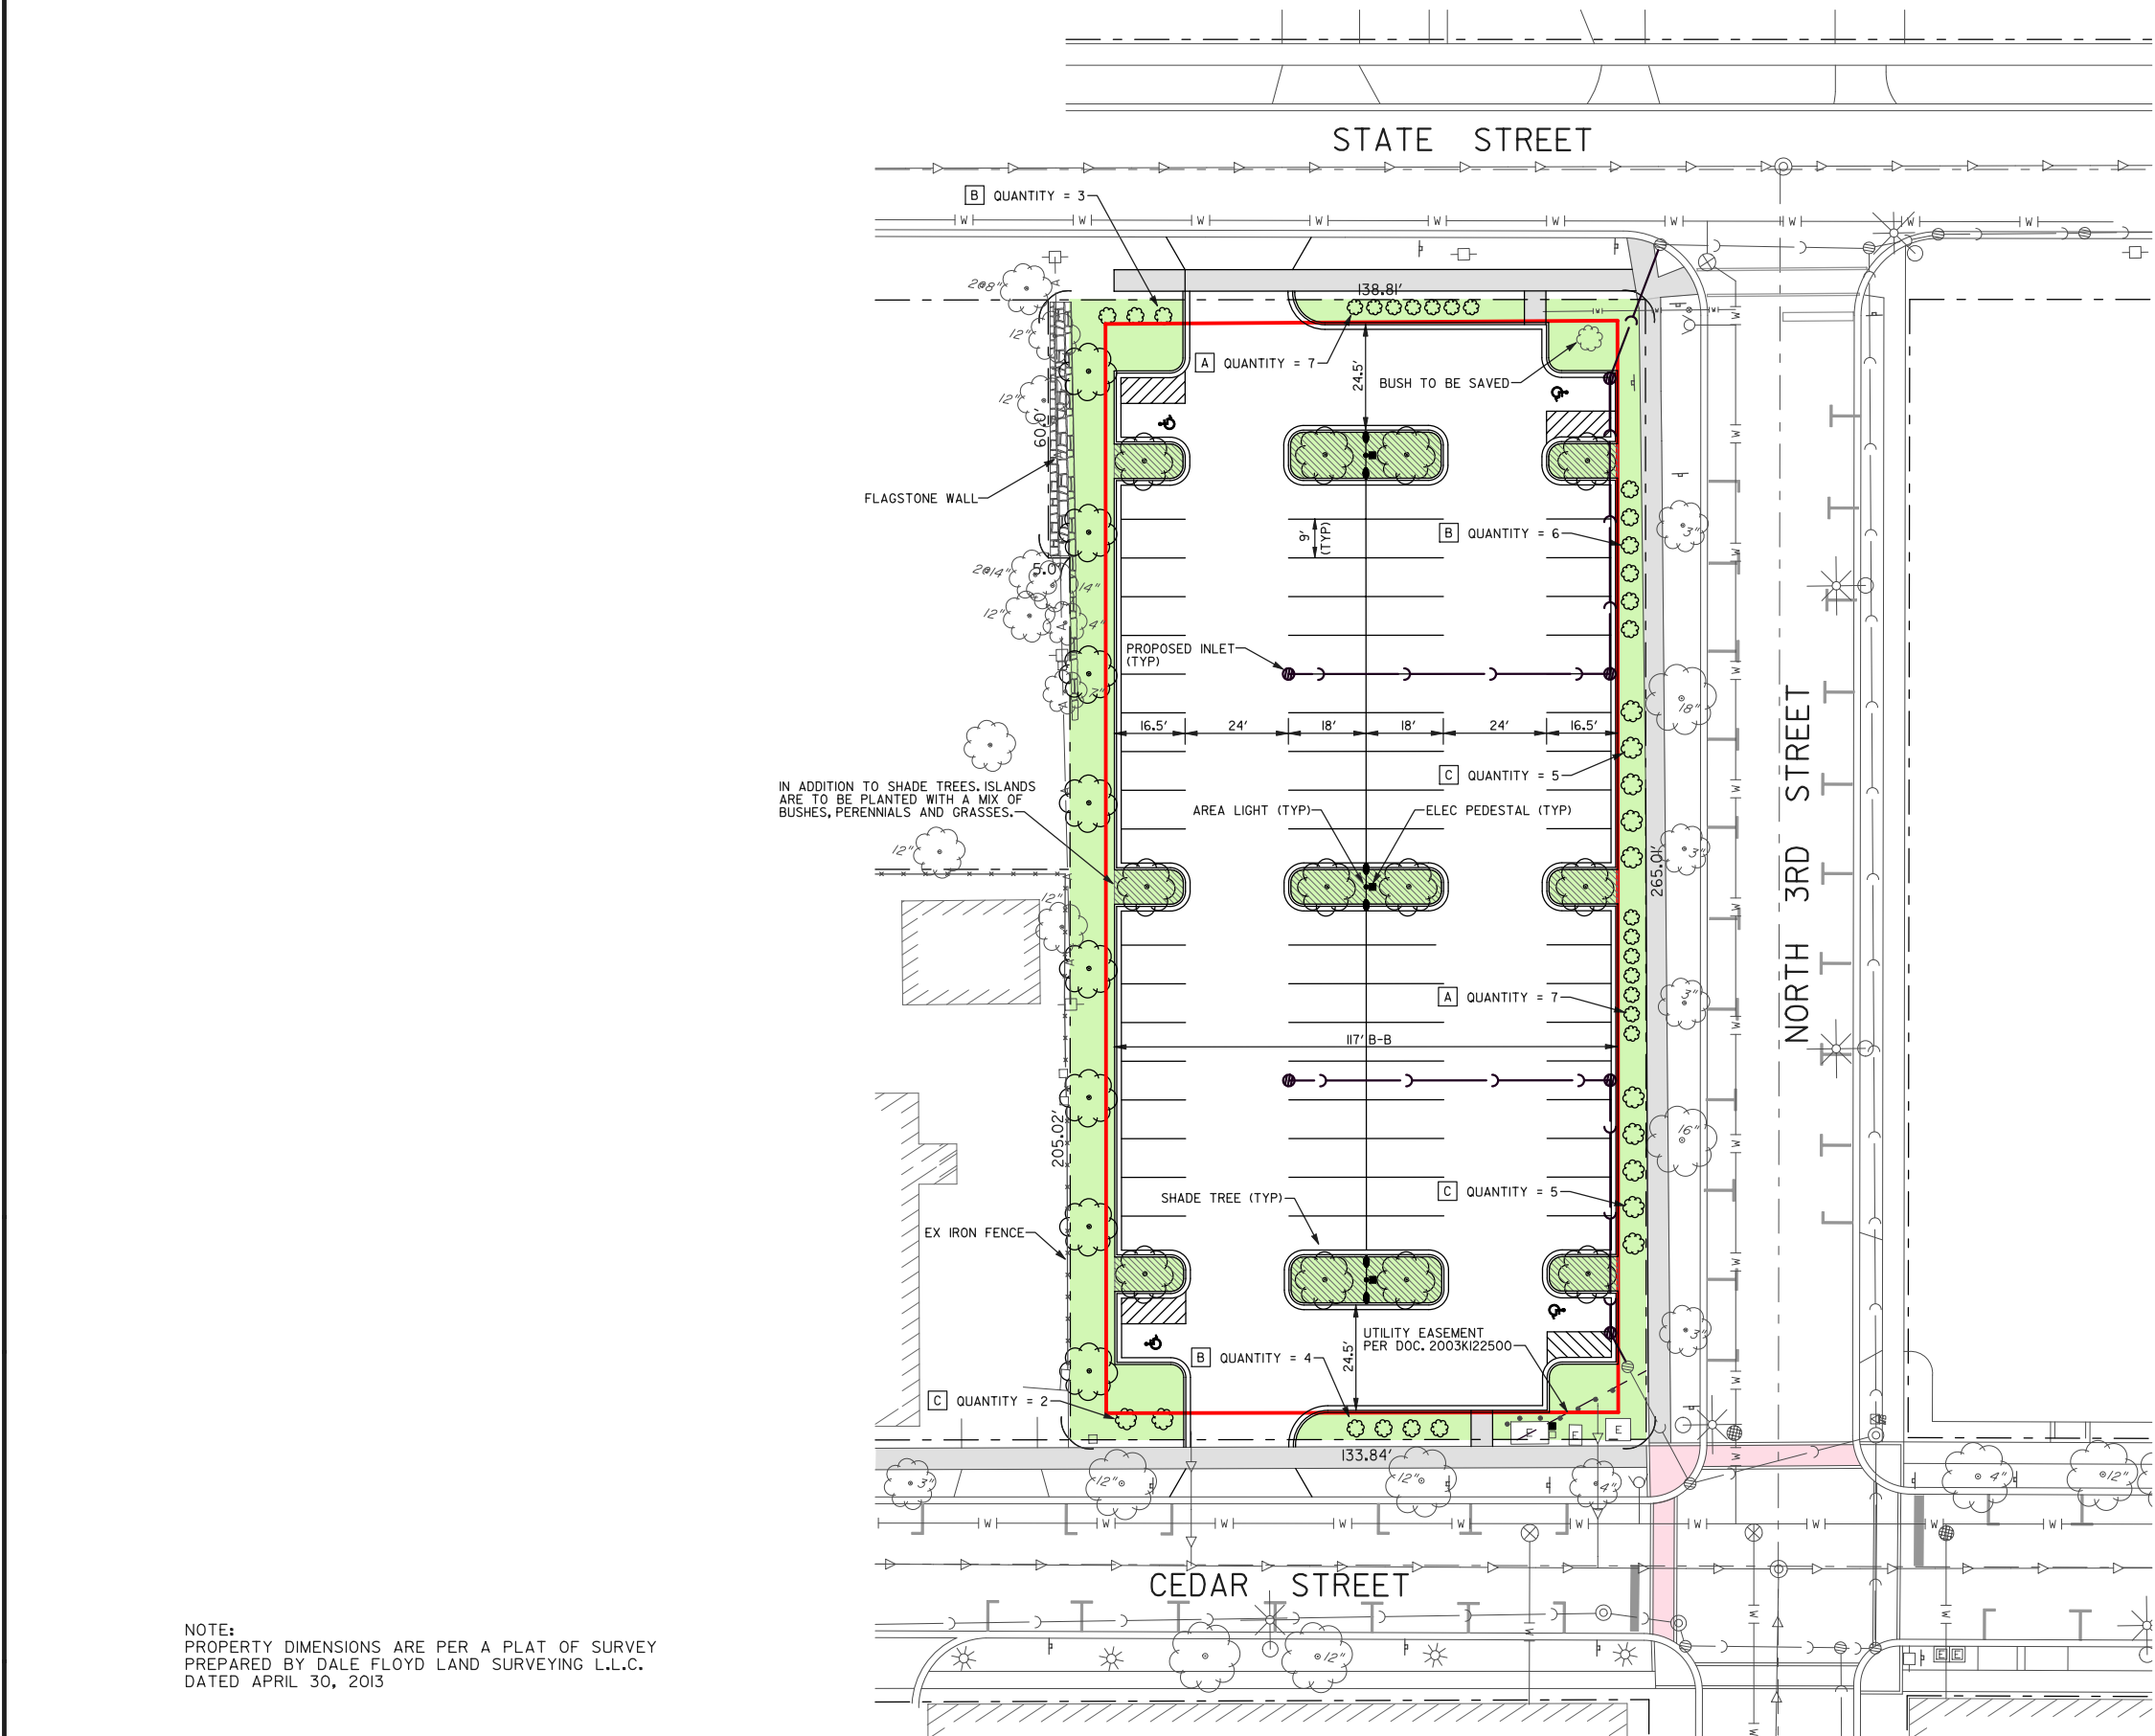 STATE STREET
B QUANTITY = 3
W W W W W W W W W W
2@8"
138.81'
12"
A QUANTITY = 7
24.5'
BUSH TO BE SAVED
12"
60.0'
FLAGSTONE WALL
9'
(TYP)
B QUANTITY = 6
3"
2@14"
5.0'
14"
12"
4"
PROPOSED INLET
(TYP)
7"
18"
16.5' 24' 18' 18' 24' 16.5'
NORTH 3RD STREET
C QUANTITY = 5
IN ADDITION TO SHADE TREES, ISLANDS
ARE TO BE PLANTED WITH A MIX OF
BUSHES, PERENNIALS AND GRASSES.
AREA LIGHT (TYP)
ELEC PEDESTAL (TYP)
12"
3"
265.01'
12"
A QUANTITY = 7
3"
117' B-B
205.02'
16"
SHADE TREE (TYP)
C QUANTITY = 5
EX IRON FENCE
UTILITY EASEMENT
PER DOC. 2003K122500
3"
B QUANTITY = 4
24.5'
C QUANTITY = 2
E E E
133.84'
3" 12" 12" 4" 4" 12"
W W W W W W W W W W
CEDAR STREET
12"
E E
NOTE:
PROPERTY DIMENSIONS ARE PER A PLAT OF SURVEY
PREPARED BY DALE FLOYD LAND SURVEYING L.L.C.
DATED APRIL 30, 2013